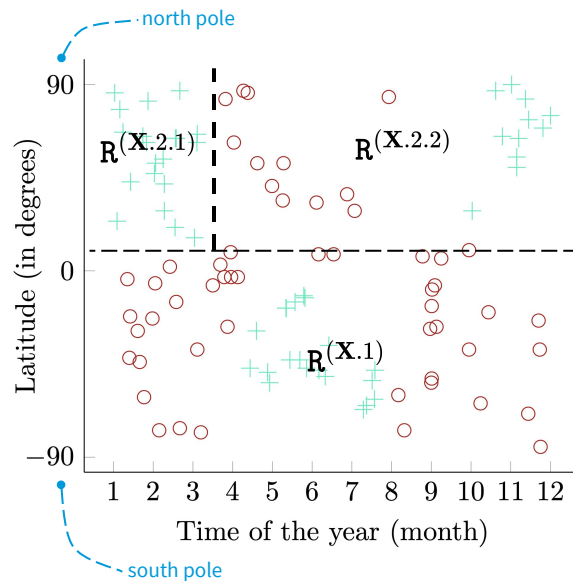 north pole
90
R(X.2.1)
R(X.2.2)
Latitude (in degrees)
0
R(X.1)
−90
1 2 3 4 5 6 7 8 9 10 11 12
Time of the year (month)
south pole